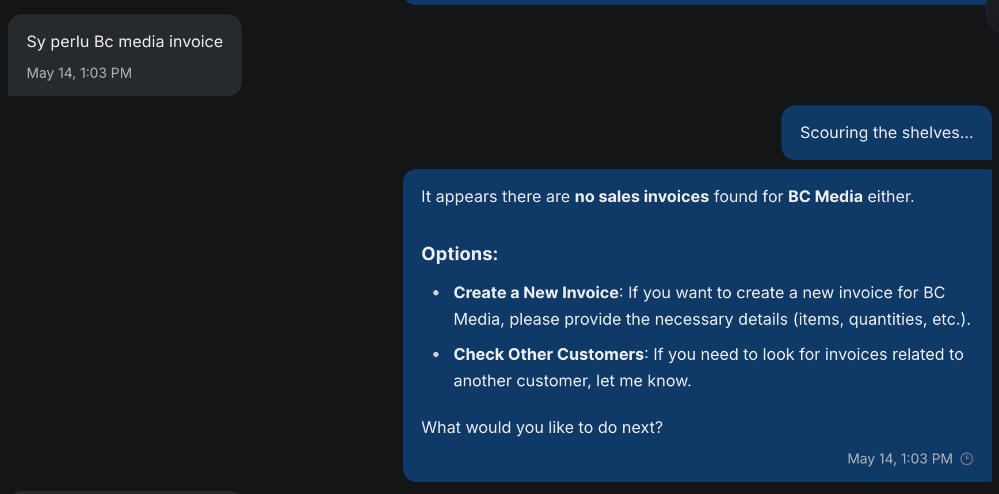 Sy perlu Bc media invoice
May 14, 1:03 PM
Scouring the shelves...
It appears there are no sales invoices found for BC Media either.
Options:
• Create a New Invoice: If you want to create a new invoice for BC
Media, please provide the necessary details (items, quantities, etc.).
• Check Other Customers: If you need to look for invoices related to
another customer, let me know.
What would you like to do next?
May 14, 1:03 PM